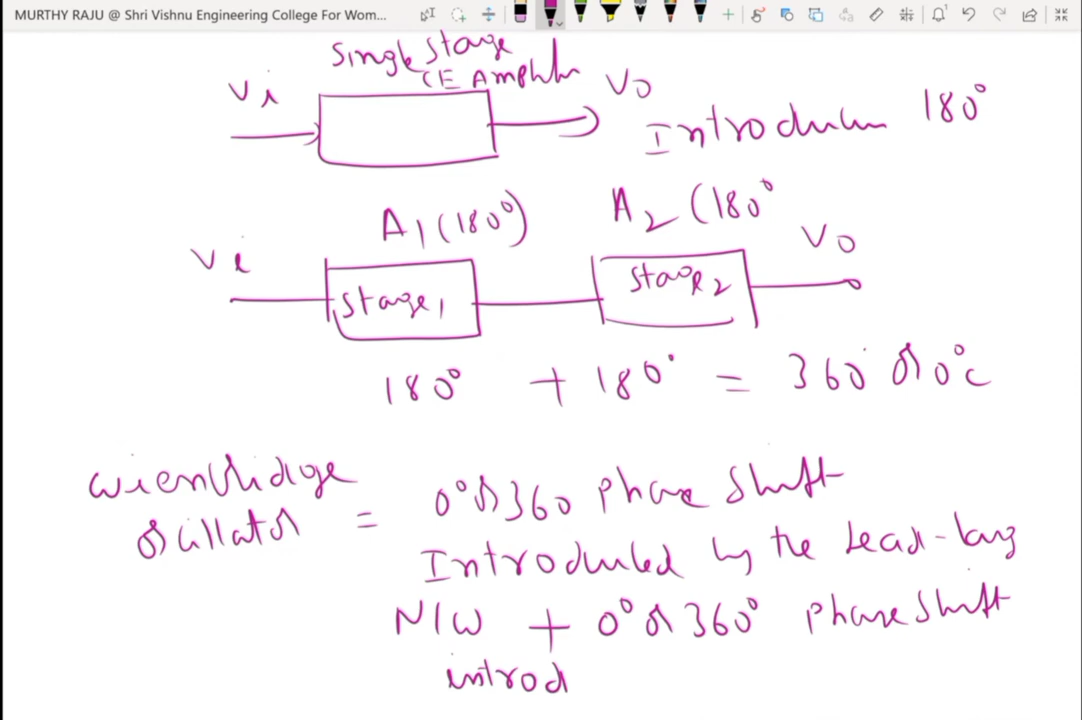 MURTHY RAJU @ Shri Vishnu Engineering College For Wom...
Single Stage
CE Amplifier
Vi
Vo
Introduces 180°
A1(180°) A2(180°
Vi
Vo
Stage1 Stage2
180° + 180° = 360 or 0°c
wienbridge
oscillator = 0° or 360 phase shift
Introduced by the Lead-lag
N/W + 0° or 360° phase shift
introd